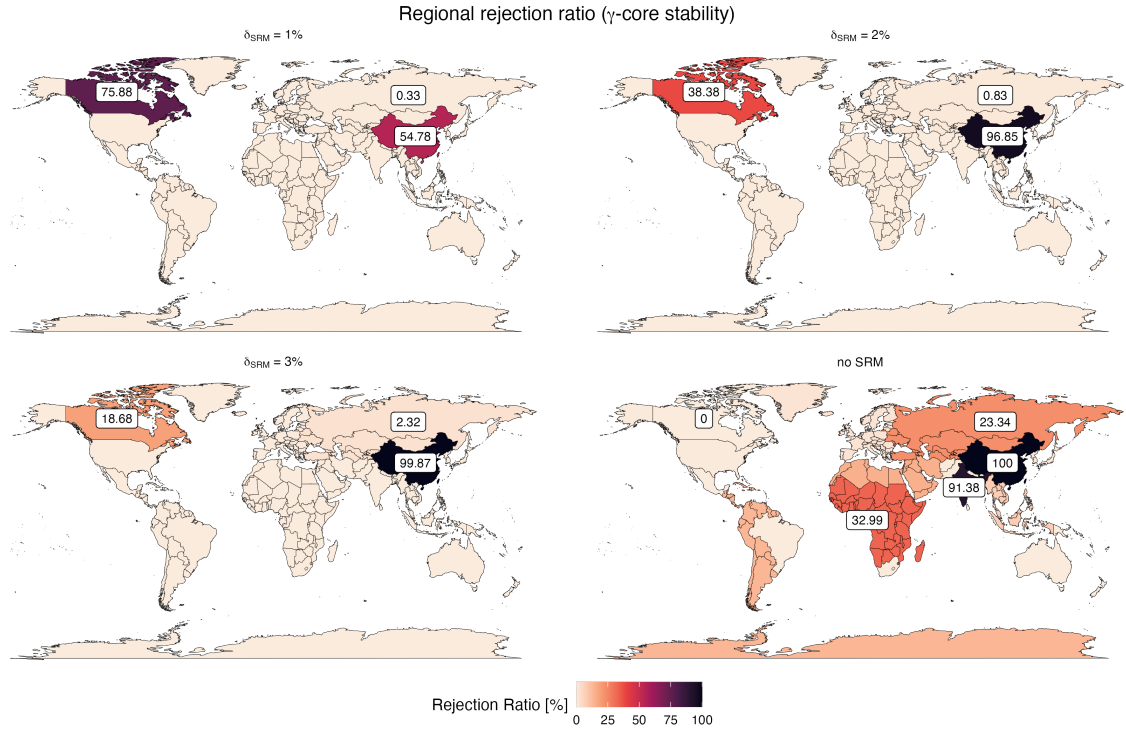 Regional rejection ratio (γ-core stability)
δSRM = 1%
δSRM = 2%
75.88
0.33
54.78
38.38
0.83
96.85
δSRM = 3%
no SRM
18.68
2.32
99.87
0
23.34
100
91.38
32.99
Rejection Ratio [%]
0 25 50 75 100